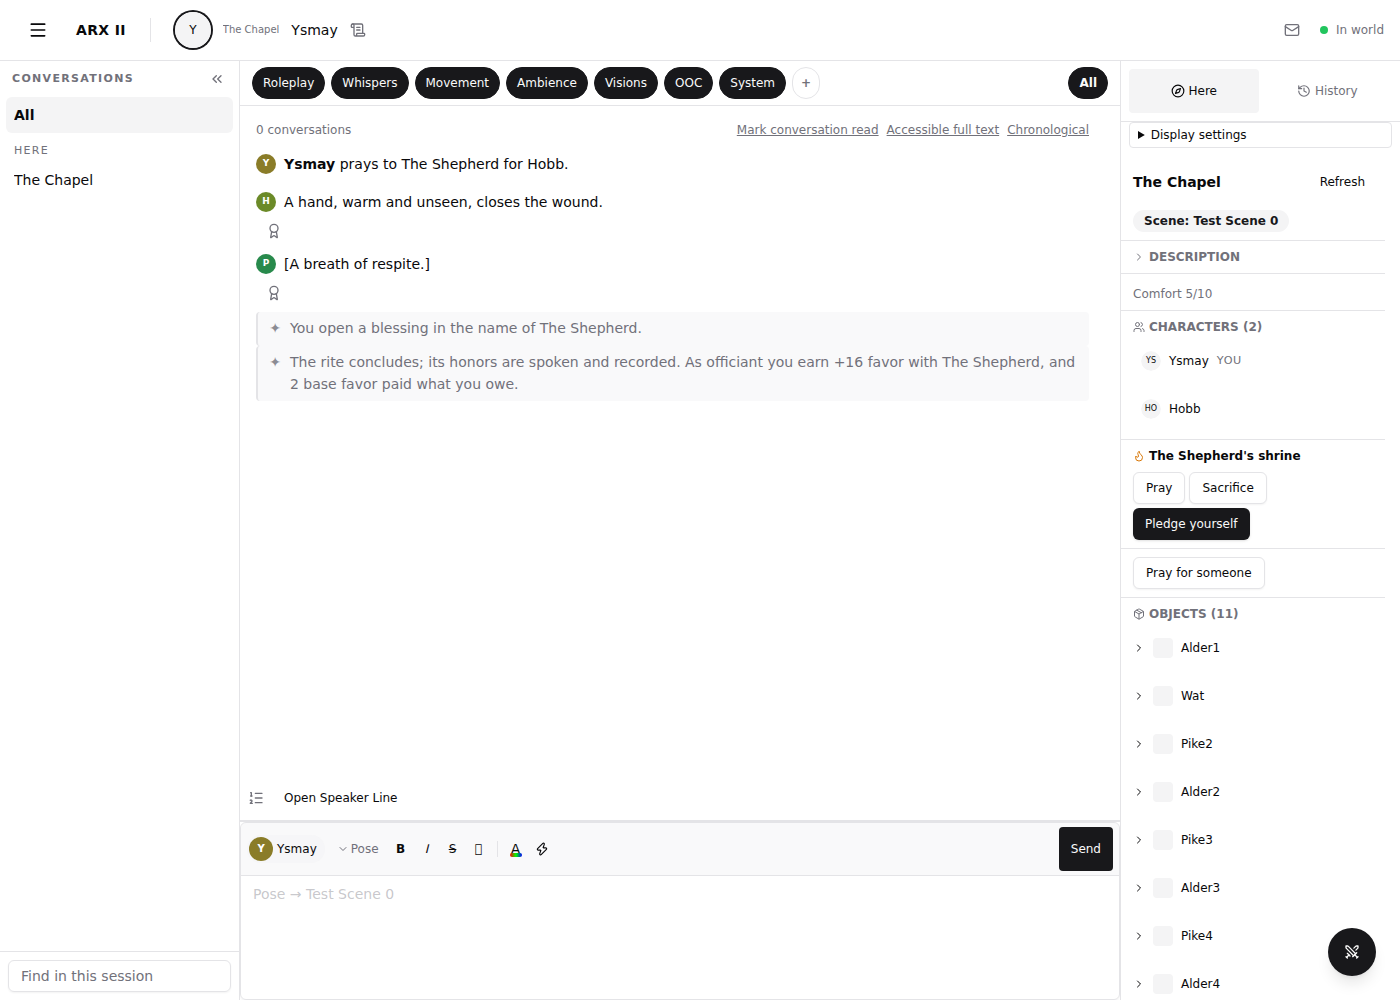 ARX II
Y
The Chapel
Ysmay
In world
CONVERSATIONS
All
HERE
The Chapel
Find in this session
Roleplay
Whispers
Movement
Ambience
Visions
OOC
System
+
All
0 conversations
Mark conversation read
Accessible full text
Chronological
Y
Ysmay prays to The Shepherd for Hobb.
H
A hand, warm and unseen, closes the wound.
P
[A breath of respite.]
You open a blessing in the name of The Shepherd.
The rite concludes; its honors are spoken and recorded. As officiant you earn +16 favor with The Shepherd, and
2 base favor paid what you owe.
Open Speaker Line
Y
Ysmay
Pose
B
I
S
A
Send
Pose → Test Scene 0
Here
History
Display settings
The Chapel
Refresh
Scene: Test Scene 0
DESCRIPTION
Comfort 5/10
CHARACTERS (2)
YS
Ysmay YOU
HO
Hobb
The Shepherd's shrine
Pray
Sacrifice
Pledge yourself
Pray for someone
OBJECTS (11)
Alder1
Wat
Pike2
Alder2
Pike3
Alder3
Pike4
Alder4